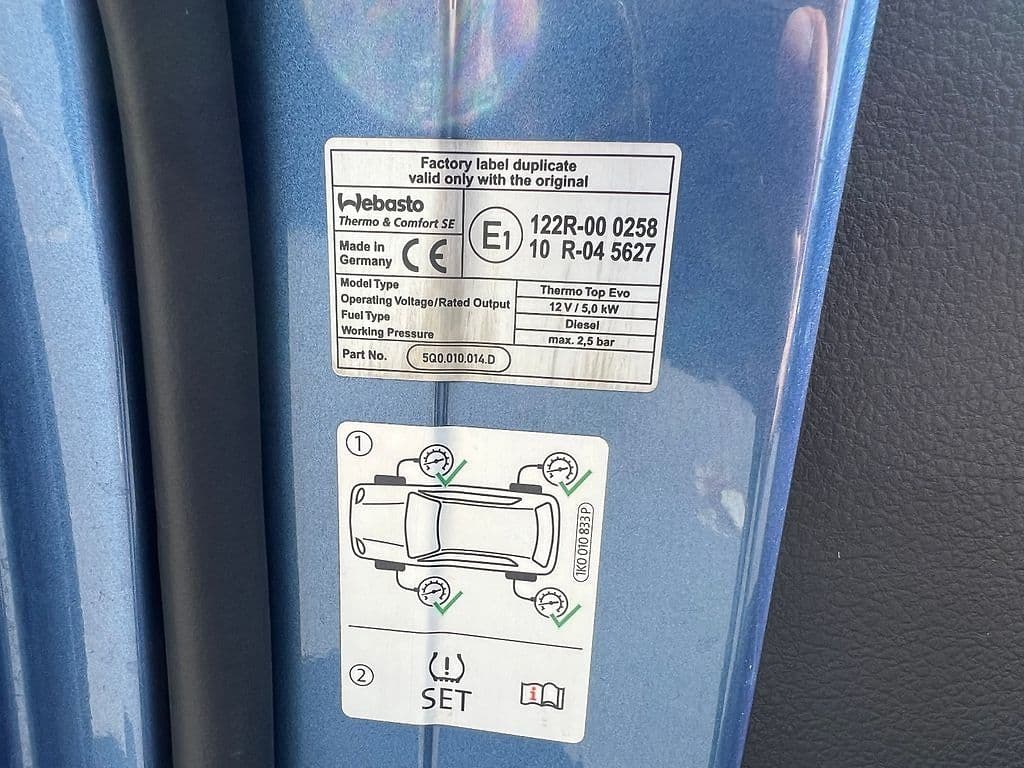 Factory label duplicate
valid only with the original
Webasto
Thermo & Comfort SE
Made in
Germany
CE
E1
122R-00 0258
10 R-04 5627
Model Type
Thermo Top Evo
Operating Voltage/Rated Output
12 V / 5,0 kW
Fuel Type
Diesel
Working Pressure
max. 2,5 bar
Part No.
5Q0.010.014.D
1
1K0 010 833 P
2
SET